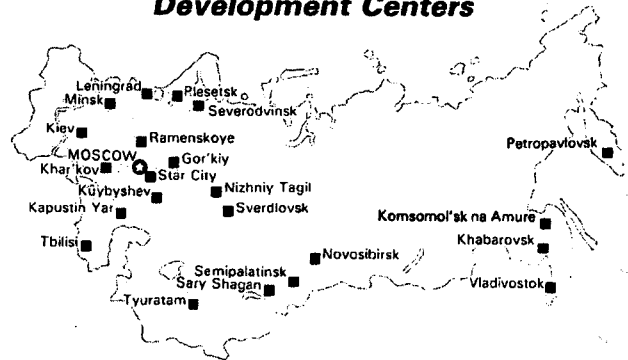 Development Centers
Leningrad
Plesetsk
Minsk
Severodvinsk
Kiev
Ramenskoye
Petropavlovsk
MOSCOW
Gor'kiy
Khar'kov
Star City
Kuybyshev
Nizhniy Tagil
Kapustin Yar
Sverdlovsk
Komsomol'sk na Amure
Tbilisi
Khabarovsk
Novosibirsk
Semipalatinsk
Sary Shagan
Vladivostok
Tyuratam